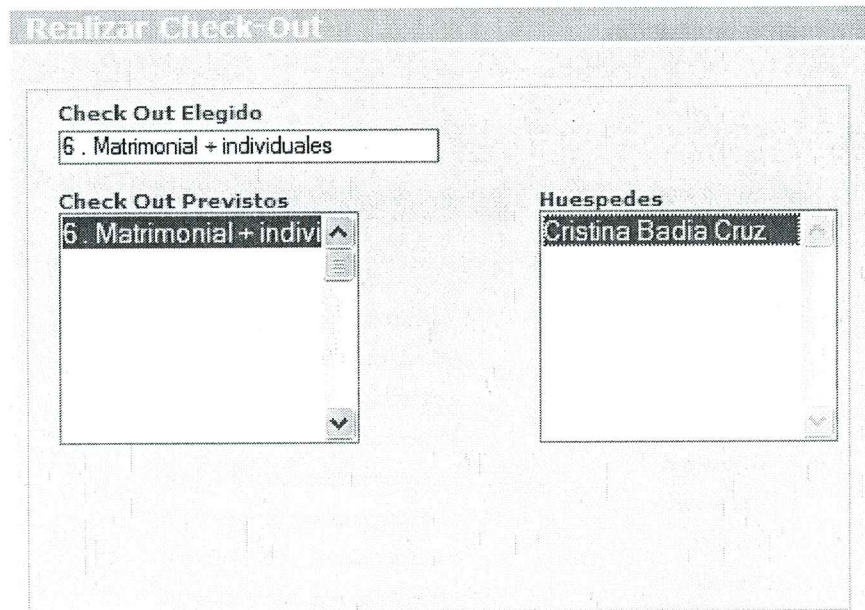 Realizar Check-Out
Check Out Elegido
6 . Matrimonial + individuales
Check Out Previstos
6 . Matrimonial + indivi
Huespedes
Cristina Badia Cruz